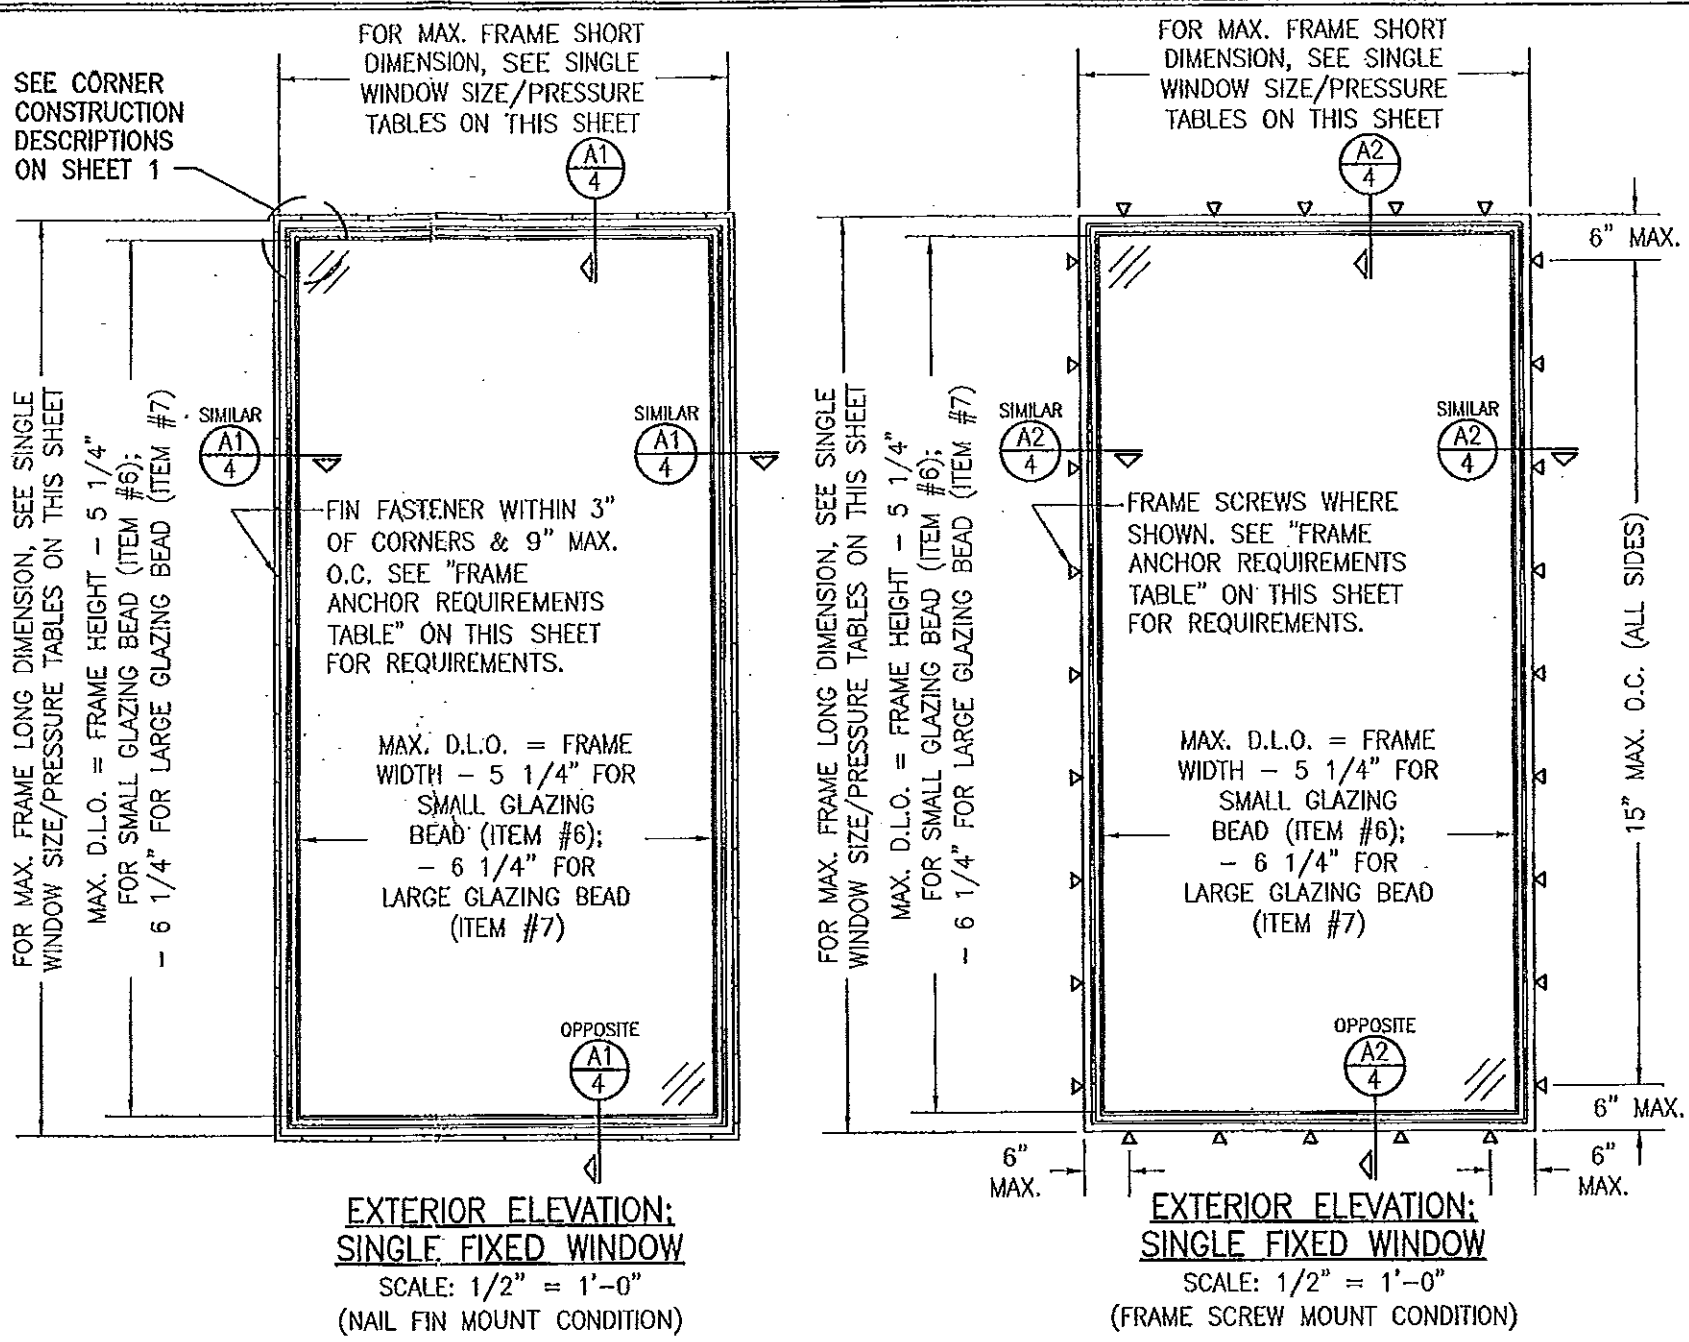 FOR MAX. FRAME SHORT
DIMENSION, SEE SINGLE
WINDOW SIZE/PRESSURE
TABLES ON THIS SHEET
SEE CORNER
CONSTRUCTION
DESCRIPTIONS
ON SHEET 1
A1
4
FOR MAX. FRAME LONG DIMENSION, SEE SINGLE
WINDOW SIZE/PRESSURE TABLES ON THIS SHEET
MAX. D.L.O. = FRAME HEIGHT - 5 1/4"
FOR SMALL GLAZING BEAD (ITEM #6);
- 6 1/4" FOR LARGE GLAZING BEAD (ITEM #7)
SIMILAR
A1
4
SIMILAR
A1
4
FIN FASTENER WITHIN 3"
OF CORNERS & 9" MAX.
O.C. SEE "FRAME
ANCHOR REQUIREMENTS
TABLE" ON THIS SHEET
FOR REQUIREMENTS.
MAX. D.L.O. = FRAME
WIDTH - 5 1/4" FOR
SMALL GLAZING
BEAD (ITEM #6);
- 6 1/4" FOR
LARGE GLAZING BEAD
(ITEM #7)
OPPOSITE
A1
4
EXTERIOR ELEVATION:
SINGLE FIXED WINDOW
SCALE: 1/2" = 1'-0"
(NAIL FIN MOUNT CONDITION)
FOR MAX. FRAME SHORT
DIMENSION, SEE SINGLE
WINDOW SIZE/PRESSURE
TABLES ON THIS SHEET
A2
4
6" MAX.
FOR MAX. FRAME LONG DIMENSION, SEE SINGLE
WINDOW SIZE/PRESSURE TABLES ON THIS SHEET
MAX. D.L.O. = FRAME HEIGHT - 5 1/4"
FOR SMALL GLAZING BEAD (ITEM #6);
- 6 1/4" FOR LARGE GLAZING BEAD (ITEM #7)
SIMILAR
A2
4
SIMILAR
A2
4
FRAME SCREWS WHERE
SHOWN. SEE "FRAME
ANCHOR REQUIREMENTS
TABLE" ON THIS SHEET
FOR REQUIREMENTS.
15" MAX. O.C. (ALL SIDES)
MAX. D.L.O. = FRAME
WIDTH - 5 1/4" FOR
SMALL GLAZING
BEAD (ITEM #6);
- 6 1/4" FOR
LARGE GLAZING BEAD
(ITEM #7)
OPPOSITE
A2
4
6" MAX.
6"
MAX.
6"
MAX.
EXTERIOR ELEVATION:
SINGLE FIXED WINDOW
SCALE: 1/2" = 1'-0"
(FRAME SCREW MOUNT CONDITION)